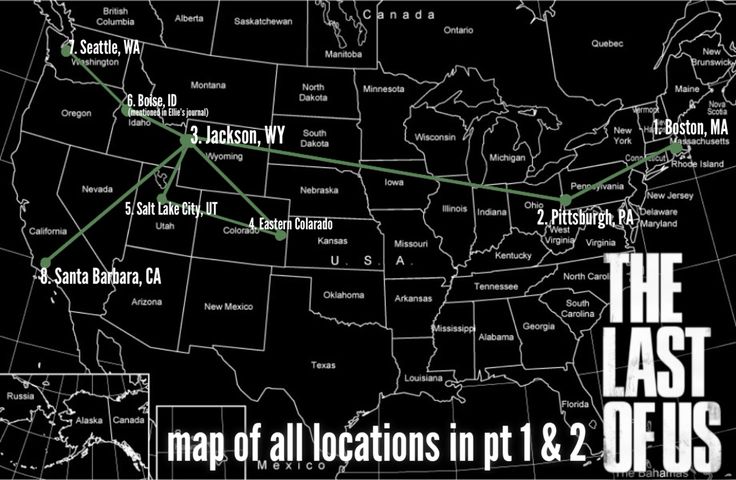 British
Columbia
Alberta
Saskatchewan
Manitoba
Canada
Ontario
Quebec
New
Brunswick
Maine
Nova
Scotia
7. Seattle, WA
Washington
Montana
North
Dakota
Minnesota
Oregon
6. Boise, ID
(mentioned in Ellie's journal)
Idaho
3. Jackson, WY
Wyoming
South
Dakota
Wisconsin
Michigan
New
York
Vermont
1. Boston, MA
Massachusetts
Rhode Island
Connecticut
Nevada
5. Salt Lake City, UT
Utah
4. Eastern Colarado
Colorado
Nebraska
Iowa
Illinois
Indiana
Ohio
Pennsylvania
2. Pittsburgh, PA
New Jersey
Delaware
Maryland
West
Virginia
Virginia
California
8. Santa Barbara, CA
Kansas
Missouri
Kentucky
U. S. A.
Arizona
New Mexico
Oklahoma
Arkansas
Tennessee
North Carolina
South
Carolina
Mississippi
Alabama
Georgia
Texas
Louisiana
Florida
Russia
Alaska
Canada
Mexico
The Bahamas
map of all locations in pt 1 & 2
THE
LAST
OF US